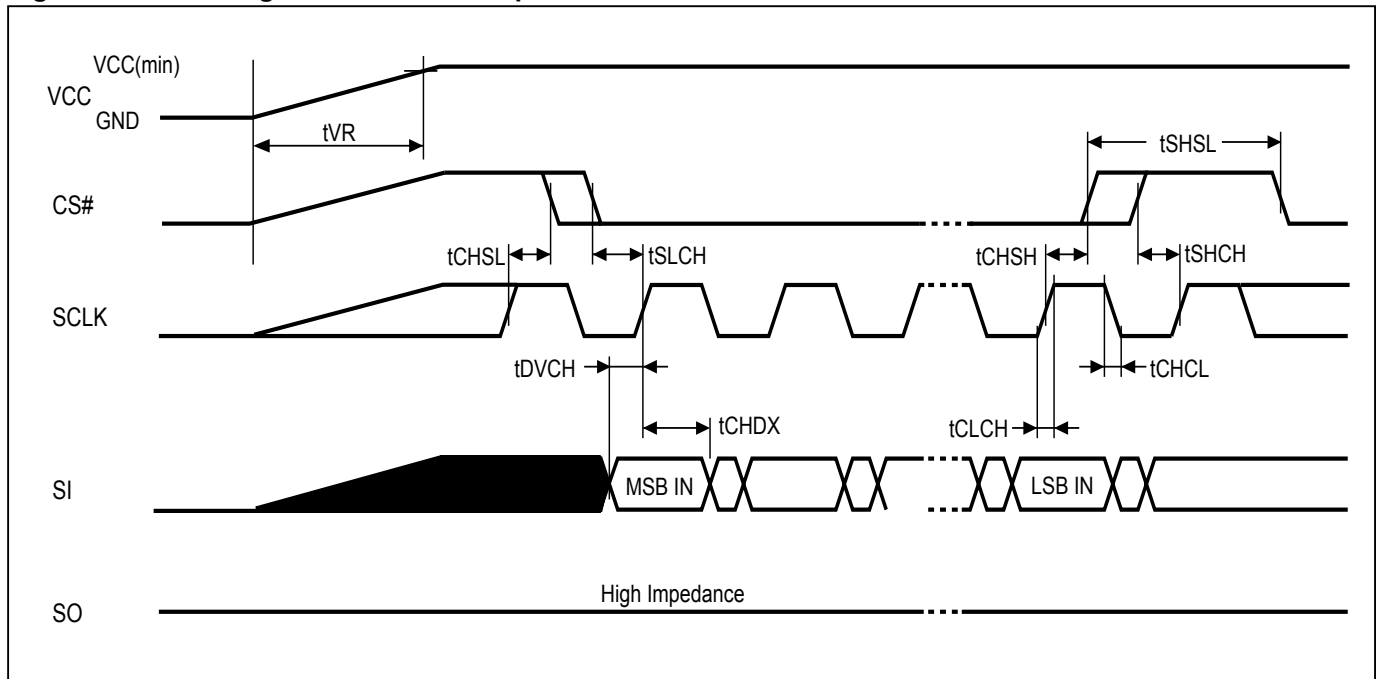 VCC(min)
VCC
GND
tVR
tSHSL
CS#
tCHSL
tSLCH
tCHSH
tSHCH
SCLK
tDVCH
tCHCL
tCHDX
tCLCH
SI
MSB IN
LSB IN
High Impedance
SO